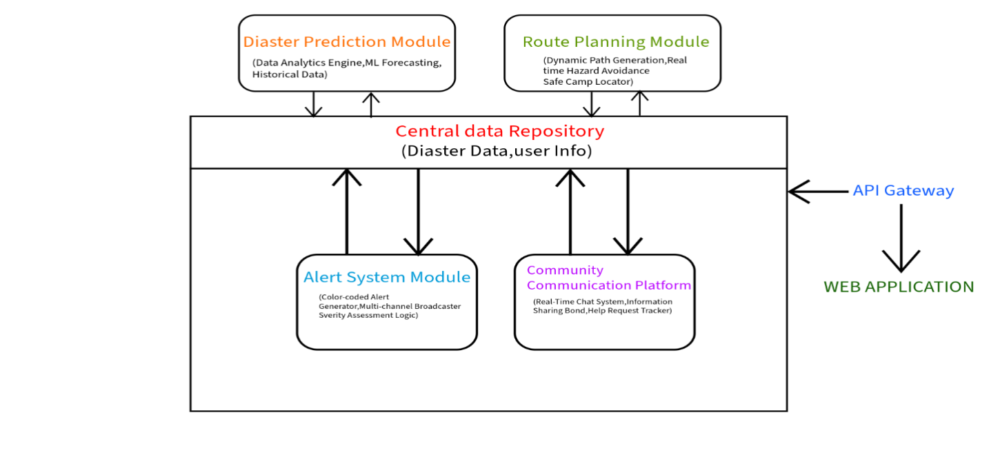 Diaster Prediction Module
(Data Analytics Engine,ML Forecasting,
Historical Data)
Route Planning Module
(Dynamic Path Generation,Real
time Hazard Avoidance
Safe Camp Locator)
Central data Repository
(Diaster Data,user Info)
API Gateway
WEB APPLICATION
Alert System Module
(Color-coded Alert
Generator,Multi-channel Broadcaster
Sverity Assessment Logic)
Community
Communication Platform
(Real-Time Chat System,Information
Sharing Bond,Help Request Tracker)